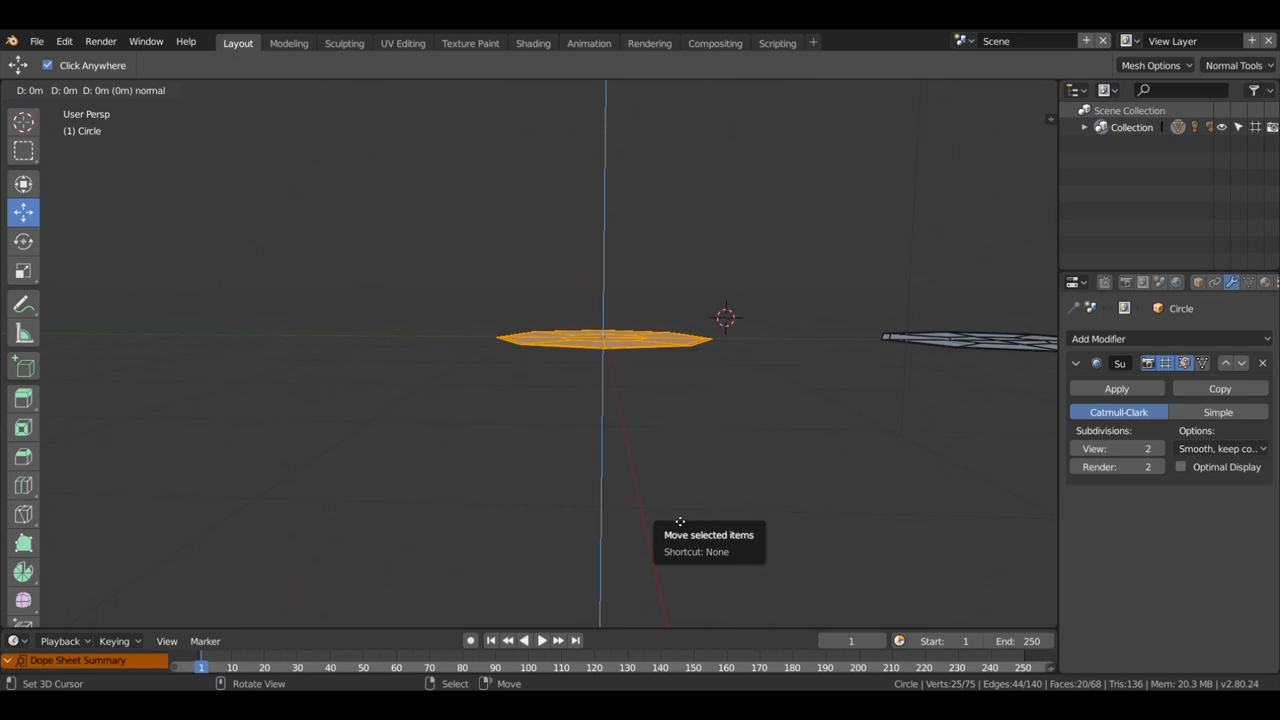 File Edit Render Window Help Layout Modeling Sculpting UV Editing Texture Paint Shading Animation Rendering Compositing Scripting + Scene View Layer
Click Anywhere Mesh Options Normal Tools
D: 0m D: 0m D: 0m (0m) normal
User Persp
(1) Circle
Scene Collection
Collection
Circle
Add Modifier
Su
Apply Copy
Catmull-Clark Simple
Subdivisions: Options:
View: 2 Smooth, keep co..
Render: 2 Optimal Display
Move selected items
Shortcut: None
Playback Keying View Marker 1 Start: 1 End: 250
Dope Sheet Summary 1 10 20 30 40 50 60 70 80 90 100 110 120 130 140 150 160 170 180 190 200 210 220 230 240 250
Set 3D Cursor Rotate View Select Move Circle | Verts:25/75 | Edges:44/140 | Faces:20/68 | Tris:136 | Mem: 20.3 MB | v2.80.24